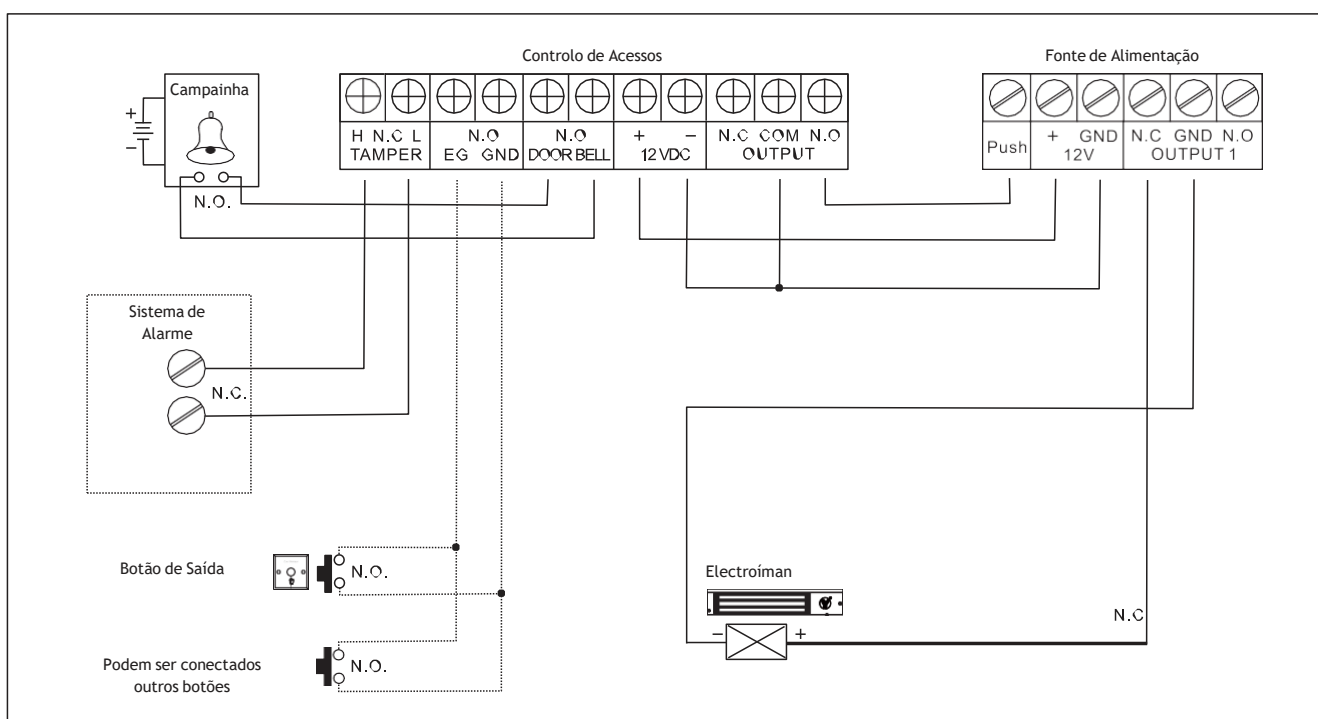 Controlo de Acessos
Fonte de Alimentação
Campainha
+
–
N.O.
H N.C L
TAMPER
N.O
EG GND
N.O
DOOR BELL
+ –
12 VDC
N.C COM N.O
OUTPUT
Push
+ GND
12V
N.C GND N.O
OUTPUT 1
Sistema de
Alarme
N.C.
Botão de Saída
N.O.
Electroíman
N.C
– +
Podem ser conectados
outros botões
N.O.